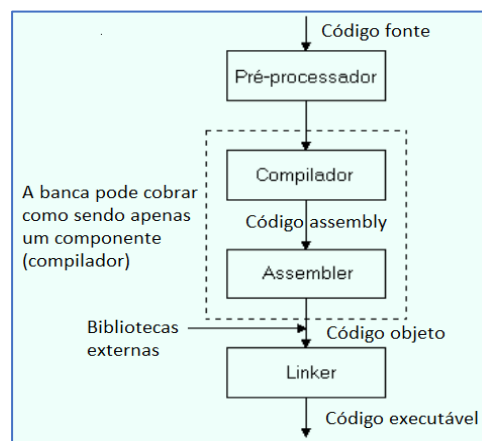 Código fonte
Pré-processador
Compilador
A banca pode cobrar
como sendo apenas
um componente
(compilador)
Código assembly
Assembler
Bibliotecas
externas
Código objeto
Linker
Código executável